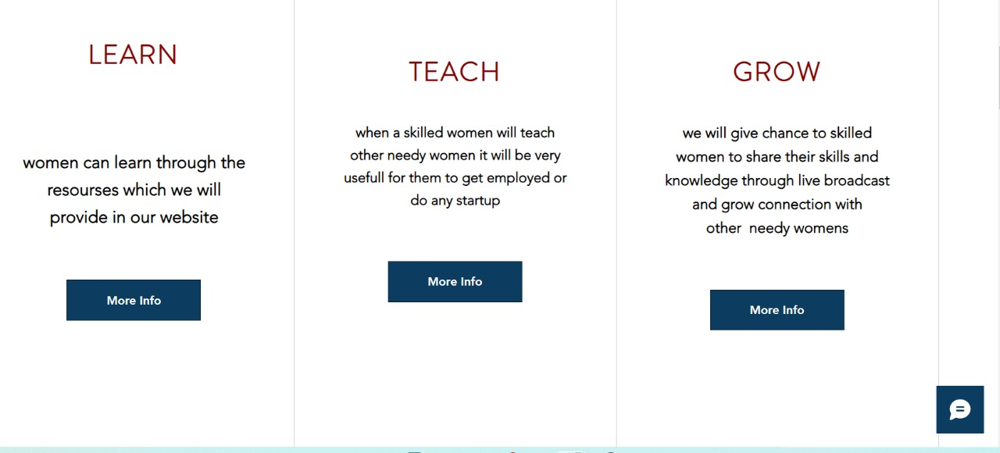 LEARN
women can learn through the
resourses which we will
provide in our website
More Info
TEACH
when a skilled women will teach
other needy women it will be very
usefull for them to get employed or
do any startup
More Info
GROW
we will give chance to skilled
women to share their skills and
knowledge through live broadcast
and grow connection with
other  needy womens
More Info